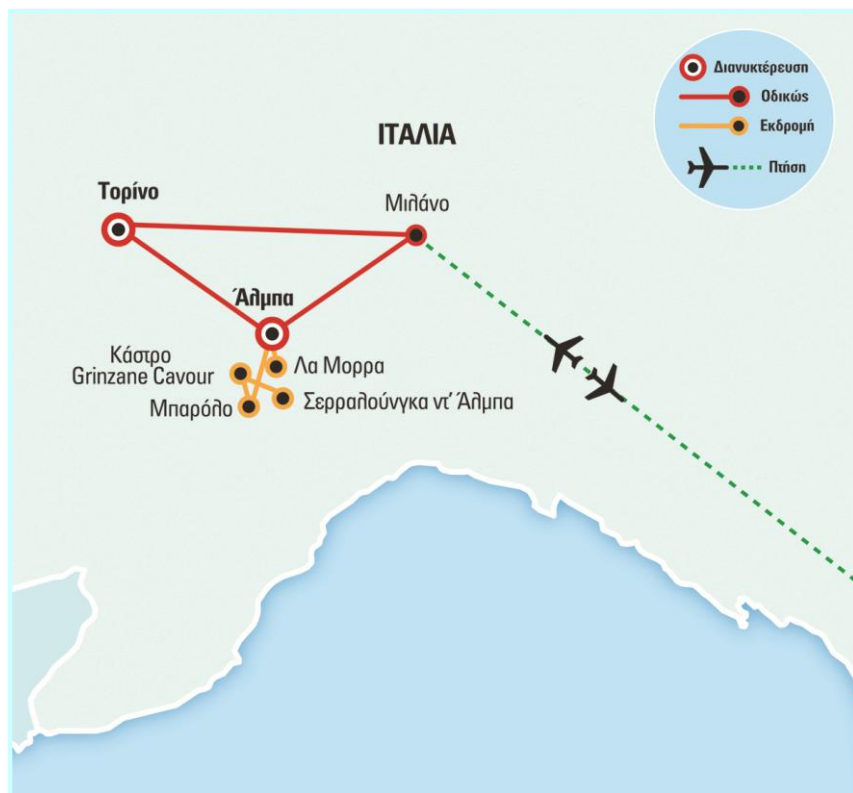 Διανυκτέρευση
Οδικώς
Εκδρομή
Πτήση
ΙΤΑΛΙΑ
Τορίνο
Μιλάνο
Άλμπα
Κάστρο
Grinzane Cavour
Λα Μορρα
Μπαρόλο
Σερραλούνγκα ντ' Άλμπα